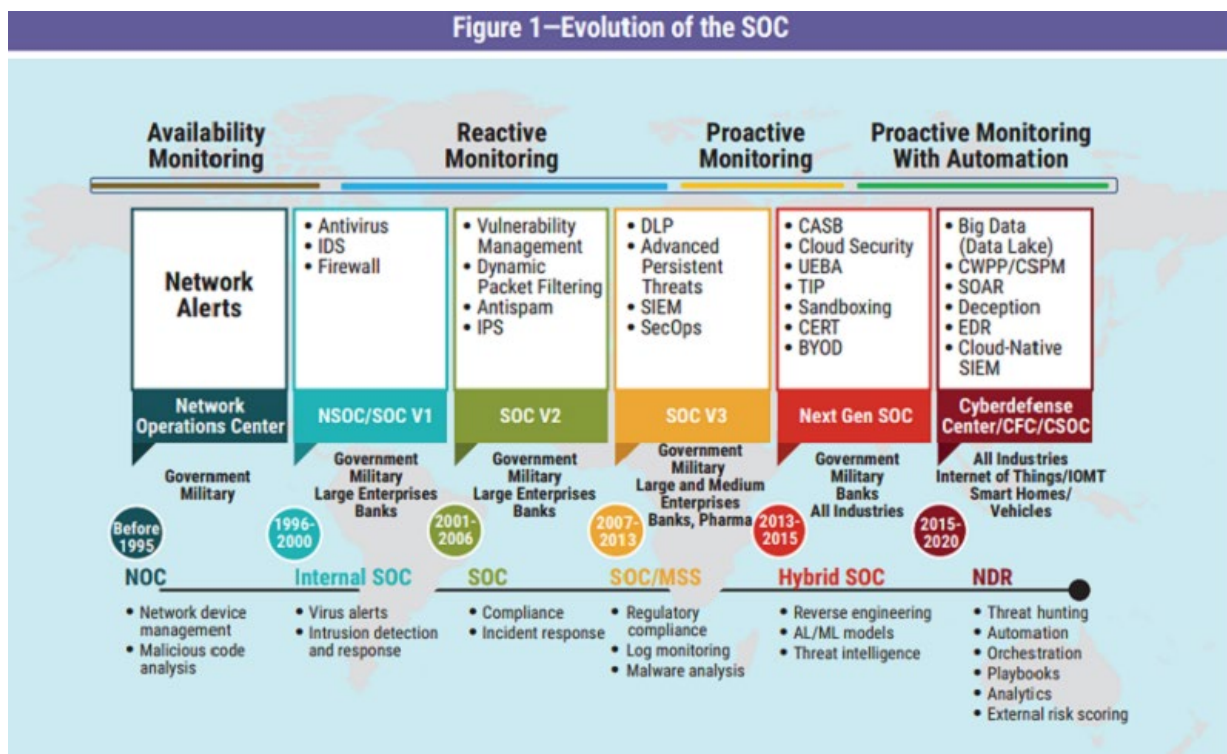 Figure 1—Evolution of the SOC
Availability
Monitoring
Reactive
Monitoring
Proactive
Monitoring
Proactive Monitoring
With Automation
Network
Alerts
Network
Operations Center
Government
Military
Before
1995
NOC
• Network device
management
• Malicious code
analysis
• Antivirus
• IDS
• Firewall
NSOC/SOC V1
Government
Military
Large Enterprises
Banks
1996-
2000
Internal SOC
• Virus alerts
• Intrusion detection
and response
• Vulnerability
Management
• Dynamic
Packet Filtering
• Antispam
• IPS
SOC V2
Government
Military
Large Enterprises
Banks
2001-
2006
SOC
• Compliance
• Incident response
• DLP
• Advanced
Persistent
Threats
• SIEM
• SecOps
SOC V3
Government
Military
Large and Medium
Enterprises
Banks, Pharma
2007-
2013
SOC/MSS
• Regulatory
compliance
• Log monitoring
• Malware analysis
• CASB
• Cloud Security
• UEBA
• TIP
• Sandboxing
• CERT
• BYOD
Next Gen SOC
Government
Military
Banks
All Industries
2013-
2015
Hybrid SOC
• Reverse engineering
• AL/ML models
• Threat intelligence
• Big Data
(Data Lake)
• CWPP/CSPM
• SOAR
• Deception
• EDR
• Cloud-Native
SIEM
Cyberdefense
Center/CFC/CSOC
All Industries
Internet of Things/IOMT
Smart Homes/
Vehicles
2015-
2020
NDR
• Threat hunting
• Automation
• Orchestration
• Playbooks
• Analytics
• External risk scoring